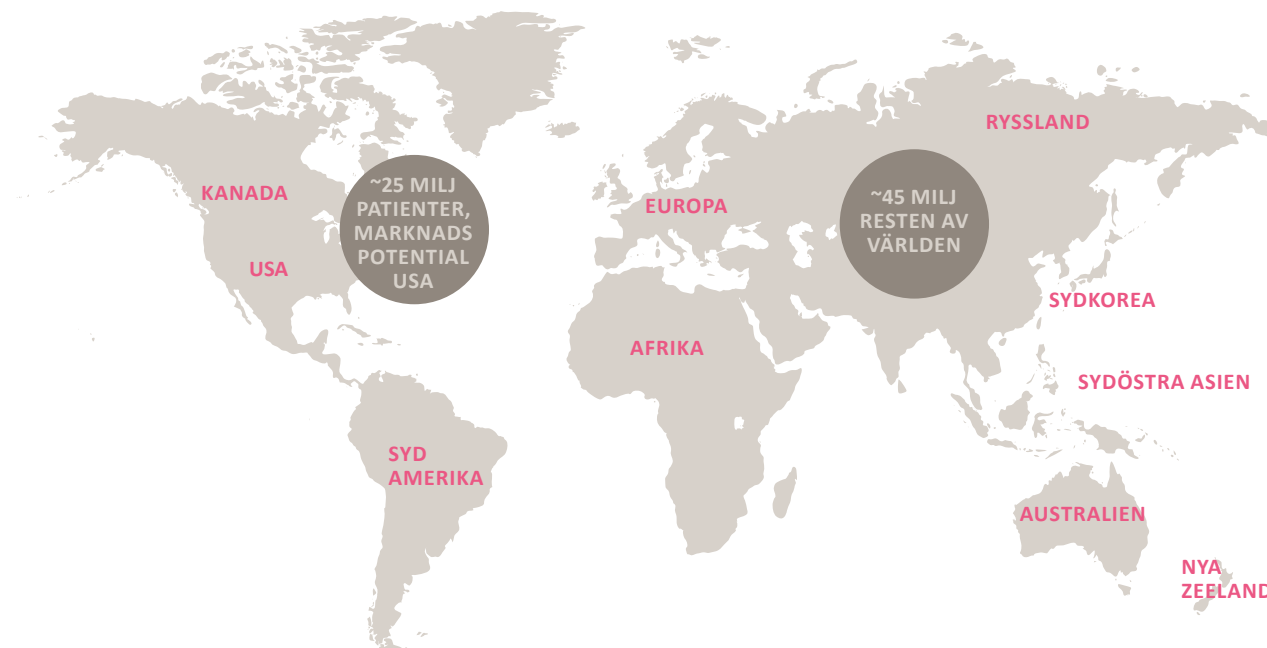 RYSSLAND
KANADA
~25 MILJ
PATIENTER,
MARKNADS
POTENTIAL
USA
EUROPA
~45 MILJ
RESTEN AV
VÄRLDEN
USA
SYDKOREA
AFRIKA
SYDÖSTRA ASIEN
SYD
AMERIKA
AUSTRALIEN
NYA
ZEELAND